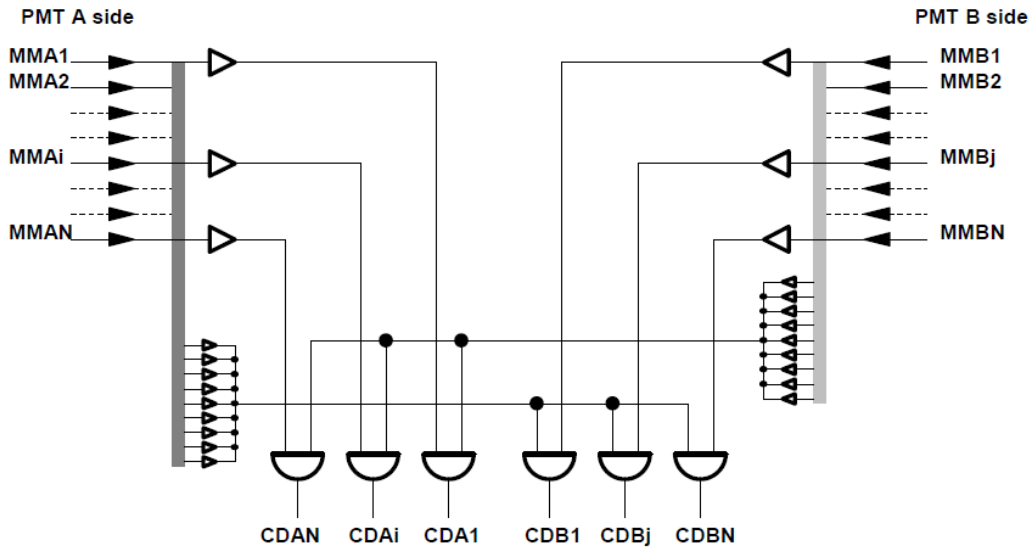 PMT A side PMT B side
MMA1 MMB1
MMA2 MMB2
MMAi MMBj
MMAN MMBN
CDAN CDAi CDA1 CDB1 CDBj CDBN